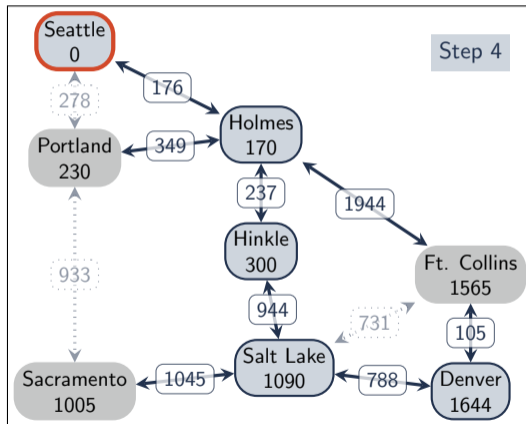 Seattle
0
Step 4
278
176
Holmes
170
Portland
230
349
237
1944
Hinkle
300
Ft. Collins
1565
933
944
731
105
Salt Lake
1090
Sacramento
1005
1045
788
Denver
1644